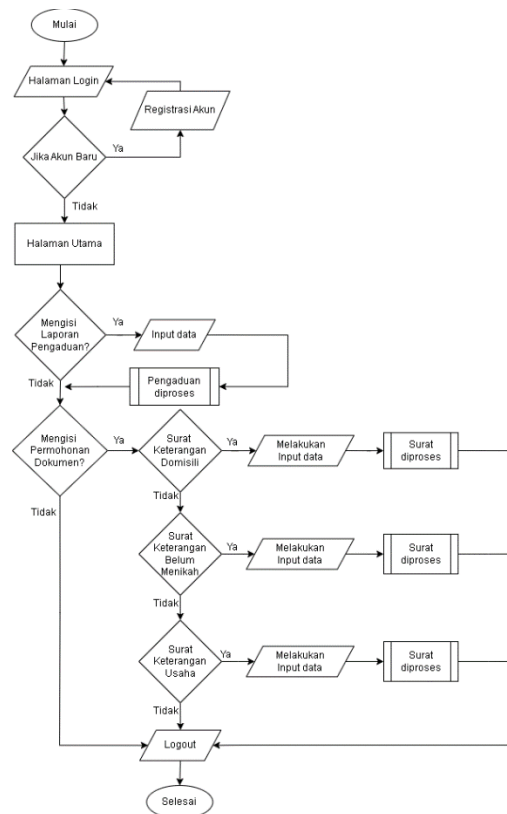 Mulai
Halaman Login
Registrasi Akun
Jika Akun Baru
Ya
Tidak
Halaman Utama
Mengisi
Laporan
Pengaduan?
Ya
Input data
Tidak
Pengaduan
diproses
Mengisi
Permohonan
Dokumen?
Ya
Surat
Keterangan
Domisili
Ya
Melakukan
Input data
Surat
diproses
Tidak
Tidak
Surat
Keterangan
Belum
Menikah
Ya
Melakukan
Input data
Surat
diproses
Tidak
Surat
Keterangan
Usaha
Ya
Melakukan
Input data
Surat
diproses
Tidak
Logout
Selesai